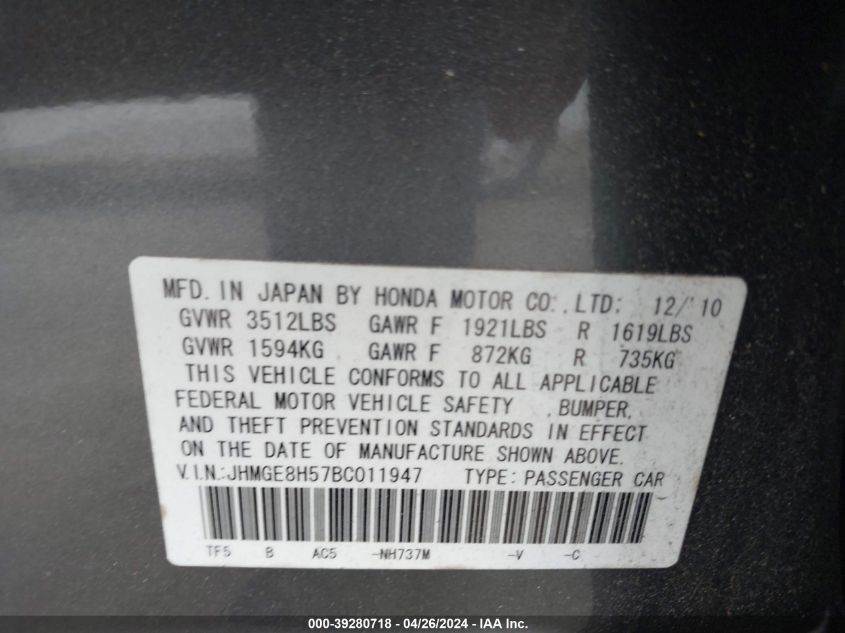 MFD. IN JAPAN BY HONDA MOTOR CO., LTD. 12/10
GVWR 3512LBS GAWR F 1921LBS R 1619LBS
GVWR 1594KG GAWR F 872KG R 735KG
THIS VEHICLE CONFORMS TO ALL APPLICABLE
FEDERAL MOTOR VEHICLE SAFETY , BUMPER,
AND THEFT PREVENTION STANDARDS IN EFFECT
ON THE DATE OF MANUFACTURE SHOWN ABOVE.
V.I.N.:JHMGE8H57BC011947 TYPE: PASSENGER CAR
TF5 B AC5 -NH737M -V -C
000-39280718 - 04/26/2024 - IAA Inc.